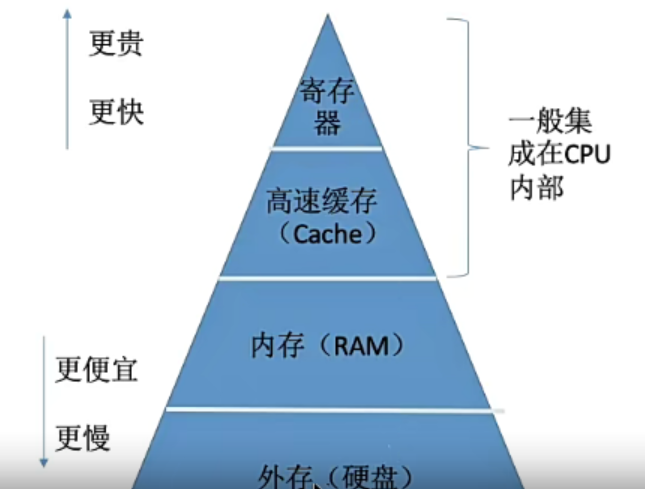 更贵
更快
寄存
器
一般集
成在CPU
内部
高速缓存
（Cache）
内存（RAM）
更便宜
更慢
外存（硬盘）